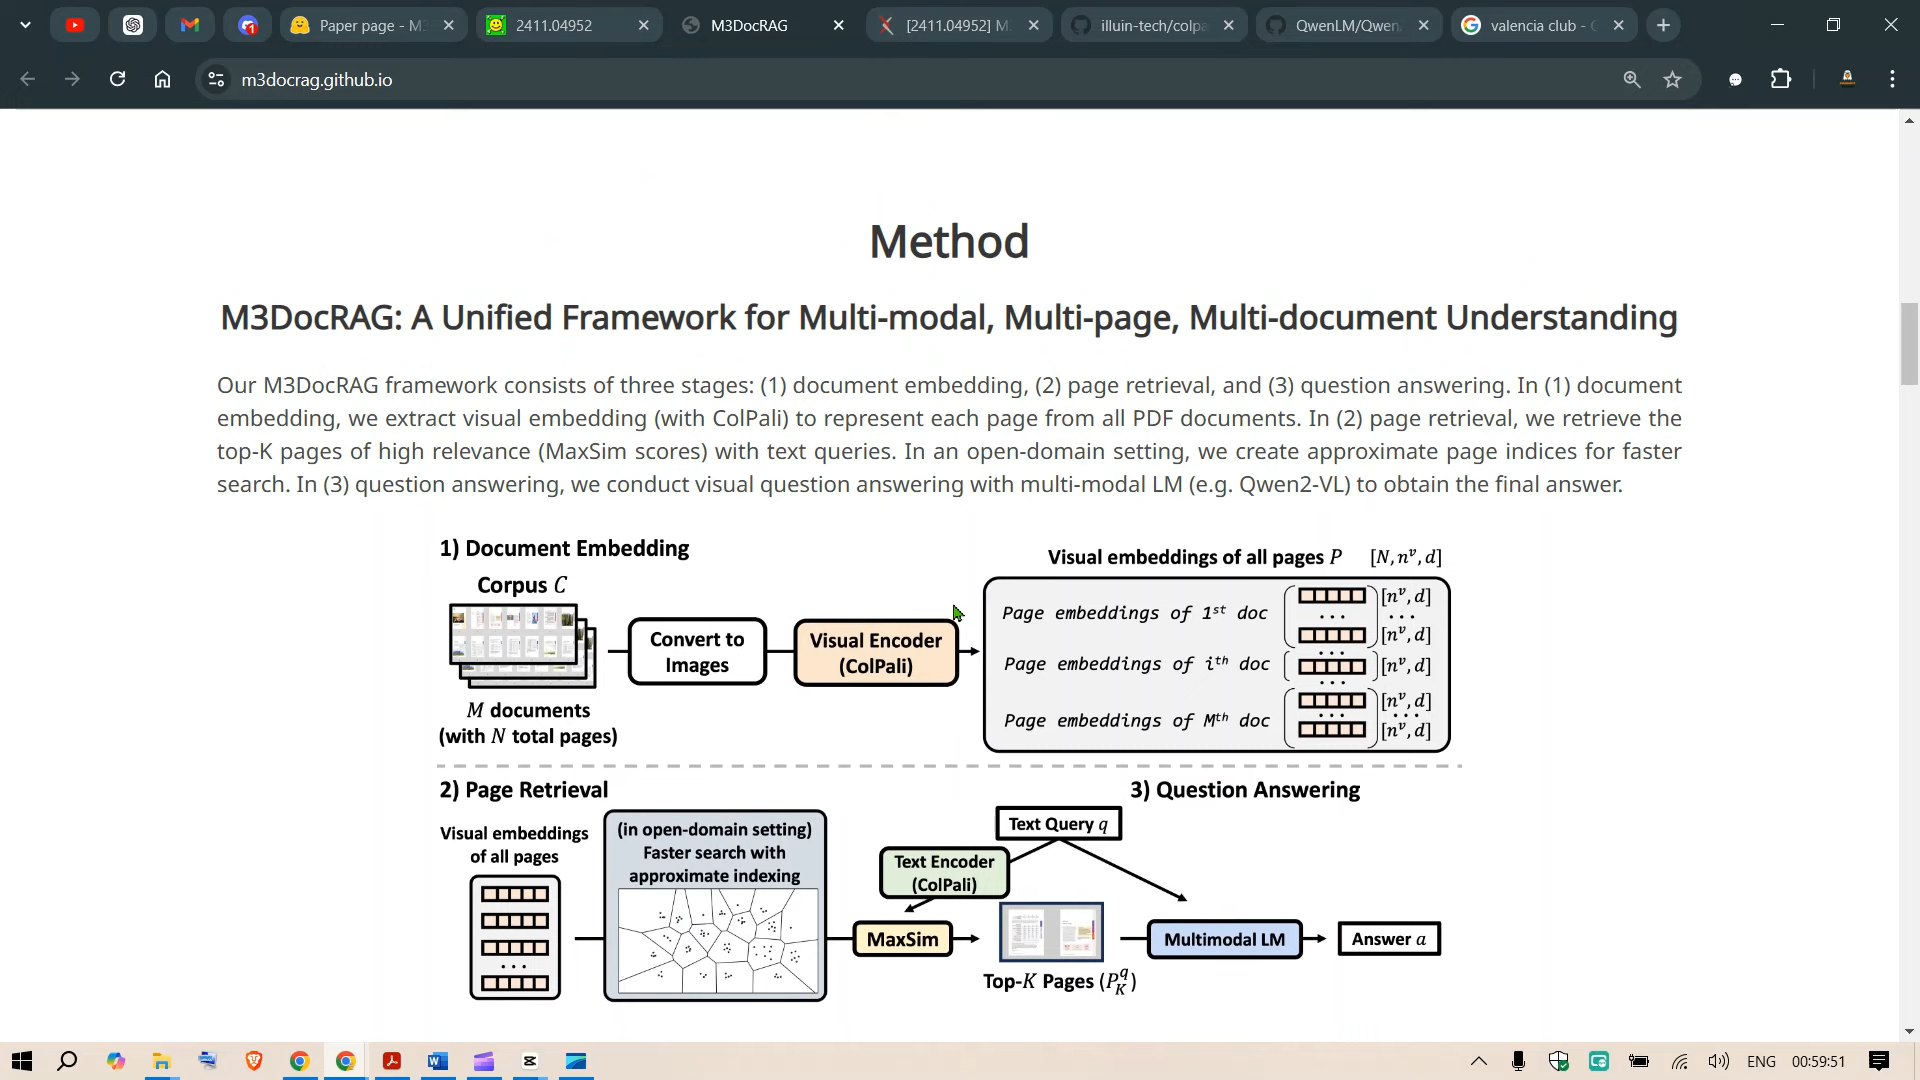 Paper page - M
2411.04952
M3DocRAG
[2411.04952] M
illuin-tech/colpa
QwenLM/Qwen
valencia club - G
m3docrag.github.io
Method
M3DocRAG: A Unified Framework for Multi-modal, Multi-page, Multi-document Understanding
Our M3DocRAG framework consists of three stages: (1) document embedding, (2) page retrieval, and (3) question answering. In (1) document
embedding, we extract visual embedding (with ColPali) to represent each page from all PDF documents. In (2) page retrieval, we retrieve the
top-K pages of high relevance (MaxSim scores) with text queries. In an open-domain setting, we create approximate page indices for faster
search. In (3) question answering, we conduct visual question answering with multi-modal LM (e.g. Qwen2-VL) to obtain the final answer.
1) Document Embedding
Corpus C
M documents
(with N total pages)
Convert to
Images
Visual Encoder
(ColPali)
Visual embeddings of all pages P [N, nᵛ, d]
Page embeddings of 1ˢᵗ doc
[nᵛ, d]
...
...
[nᵛ, d]
...
Page embeddings of iᵗʰ doc
[nᵛ, d]
...
Page embeddings of Mᵗʰ doc
[nᵛ, d]
...
...
[nᵛ, d]
2) Page Retrieval
Visual embeddings
of all pages
...
(in open-domain setting)
Faster search with
approximate indexing
Text Encoder
(ColPali)
MaxSim
Top-K Pages (P_K^q)
3) Question Answering
Text Query q
Multimodal LM
Answer a
ENG
00:59:51